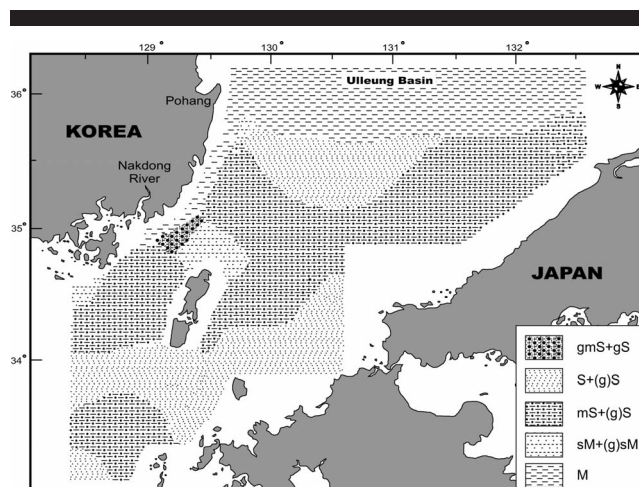 129° 130° 131° 132°
Ulleung Basin
N
W E
S
36°
Pohang
KOREA
Nakdong
River
35°
JAPAN
34°
gmS+gS
S+(g)S
mS+(g)S
sM+(g)sM
M